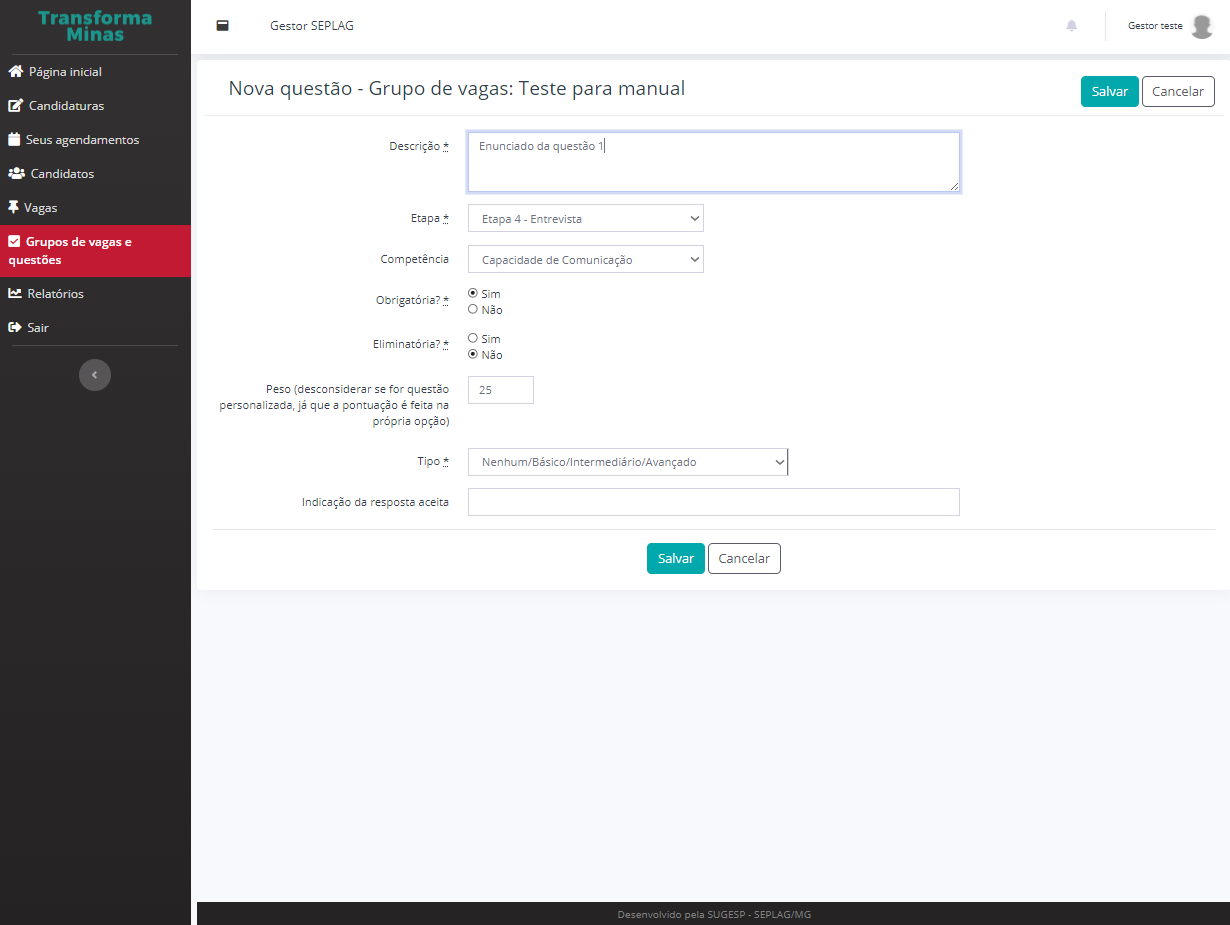 Transforma
Minas
Página inicial
Candidaturas
Seus agendamentos
Candidatos
Vagas
Grupos de vagas e
questões
Relatórios
Sair
Gestor SEPLAG
Gestor teste
Nova questão - Grupo de vagas: Teste para manual
Salvar
Cancelar
Descrição *
Enunciado da questão 1
Etapa *
Etapa 4 - Entrevista
Competência
Capacidade de Comunicação
Obrigatória? *
Sim
Não
Eliminatória? *
Sim
Não
Peso (desconsiderar se for questão
personalizada, já que a pontuação é feita na
própria opção)
25
Tipo *
Nenhum/Básico/Intermediário/Avançado
Indicação da resposta aceita
Salvar
Cancelar
Desenvolvido pela SUGESP - SEPLAG/MG